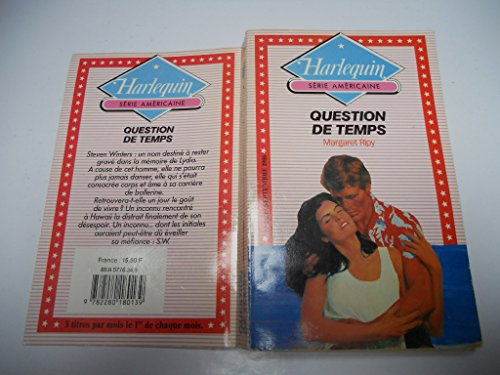 Harlequin
SÉRIE AMÉRICAINE
QUESTION
DE TEMPS
Steven Winters : un nom destiné à rester
gravé dans la mémoire de Lydia.
A cause de cet homme, elle ne pourra
plus jamais danser, elle qui s'était
consacrée corps et âme à sa carrière
de ballerine.
Retrouvera-t-elle un jour le goût
de vivre ? Un inconnu rencontré
à Hawaii la distrait finalement de son
désespoir. Un inconnu... dont les initiales
auraient peut-être dû éveiller
sa méfiance : S.W.
France : 15,50 F
9 782280 180139
3 titres par mois le 1er de chaque mois.
Harlequin
SÉRIE AMÉRICAINE
QUESTION
DE TEMPS
Margaret Ripy